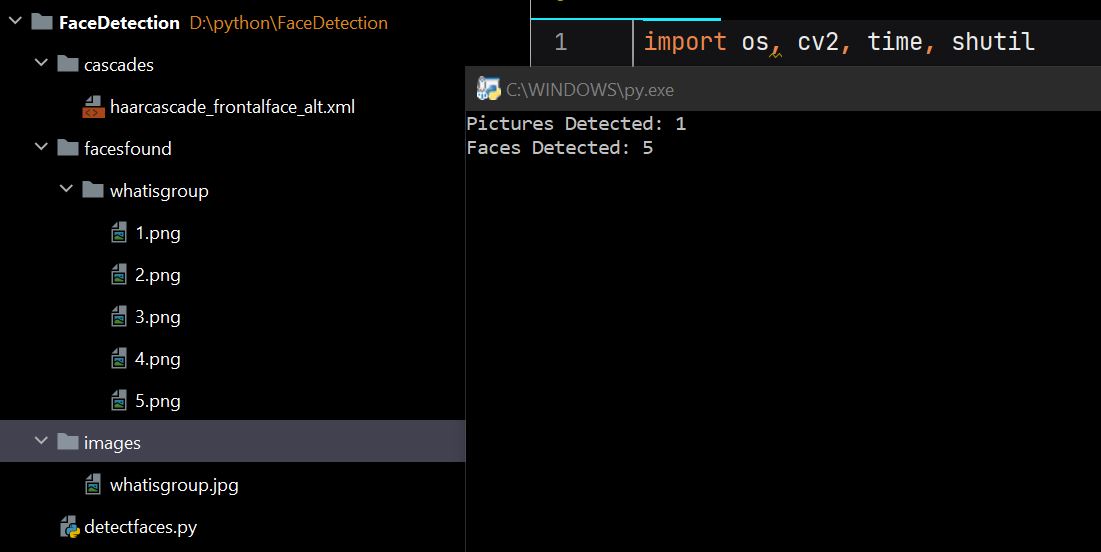 FaceDetection D:\python\FaceDetection
cascades
haarcascade_frontalface_alt.xml
facesfound
whatisgroup
1.png
2.png
3.png
4.png
5.png
images
whatisgroup.jpg
detectfaces.py
1 import os, cv2, time, shutil
C:\WINDOWS\py.exe
Pictures Detected: 1
Faces Detected: 5